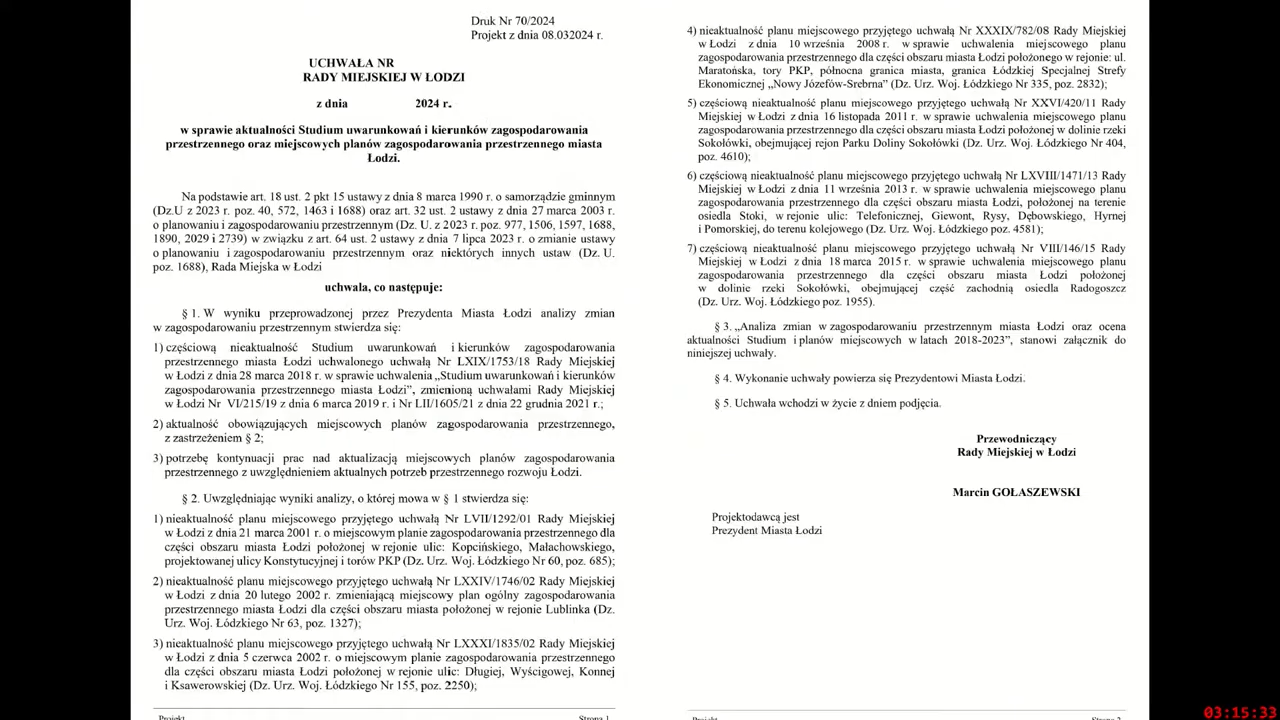 Druk Nr 70/2024
Projekt z dnia 08.032024 r.
UCHWAŁA NR
RADY MIEJSKIEJ W ŁODZI
z dnia 2024 r.
w sprawie aktualności Studium uwarunkowań i kierunków zagospodarowania
przestrzennego oraz miejscowych planów zagospodarowania przestrzennego miasta
Łodzi.
Na podstawie art. 18 ust. 2 pkt 15 ustawy z dnia 8 marca 1990 r. o samorządzie gminnym
(Dz.U z 2023 r. poz. 40, 572, 1463 i 1688) oraz art. 32 ust. 2 ustawy z dnia 27 marca 2003 r.
o planowaniu i zagospodarowaniu przestrzennym (Dz. U. z 2023 r. poz. 977, 1506, 1597, 1688,
1890, 2029 i 2739) w związku z art. 64 ust. 2 ustawy z dnia 7 lipca 2023 r. o zmianie ustawy
o planowaniu i zagospodarowaniu przestrzennym oraz niektórych innych ustaw (Dz. U.
poz. 1688), Rada Miejska w Łodzi
uchwala, co następuje:
§ 1. W wyniku przeprowadzonej przez Prezydenta Miasta Łodzi analizy zmian
w zagospodarowaniu przestrzennym stwierdza się:
1) częściową nieaktualność Studium uwarunkowań i kierunków zagospodarowania
przestrzennego miasta Łodzi uchwalonego uchwałą Nr LXIX/1753/18 Rady Miejskiej
w Łodzi z dnia 28 marca 2018 r. w sprawie uchwalenia „Studium uwarunkowań i kierunków
zagospodarowania przestrzennego miasta Łodzi”, zmienioną uchwałami Rady Miejskiej
w Łodzi Nr VI/215/19 z dnia 6 marca 2019 r. i Nr LII/1605/21 z dnia 22 grudnia 2021 r.;
2) aktualność obowiązujących miejscowych planów zagospodarowania przestrzennego,
z zastrzeżeniem § 2;
3) potrzebę kontynuacji prac nad aktualizacją miejscowych planów zagospodarowania
przestrzennego z uwzględnieniem aktualnych potrzeb przestrzennego rozwoju Łodzi.
§ 2. Uwzględniając wyniki analizy, o której mowa w § 1 stwierdza się:
1) nieaktualność planu miejscowego przyjętego uchwałą Nr LVII/1292/01 Rady Miejskiej
w Łodzi z dnia 21 marca 2001 r. o miejscowym planie zagospodarowania przestrzennego dla
części obszaru miasta Łodzi położonego w rejonie ulic: Kopcińskiego, Małachowskiego,
projektowanej ulicy Konstytucyjnej i torów PKP (Dz. Urz. Woj. Łódzkiego Nr 60, poz. 685);
2) nieaktualność planu miejscowego przyjętego uchwałą Nr LXXIV/1746/02 Rady Miejskiej
w Łodzi z dnia 20 lutego 2002 r. zmieniającą miejscowy plan ogólny zagospodarowania
przestrzennego miasta Łodzi dla części obszaru miasta położonej w rejonie Lublinka (Dz.
Urz. Woj. Łódzkiego Nr 63, poz. 1327);
3) nieaktualność planu miejscowego przyjętego uchwałą Nr LXXXI/1835/02 Rady Miejskiej
w Łodzi z dnia 5 czerwca 2002 r. o miejscowym planie zagospodarowania przestrzennego
dla części obszaru miasta Łodzi położonej w rejonie ulic: Długiej, Wyścigowej, Konnej
i Ksawerowskiej (Dz. Urz. Woj. Łódzkiego Nr 155, poz. 2250);
Projekt Strona 1
4) nieaktualność planu miejscowego przyjętego uchwałą Nr XXXIX/782/08 Rady Miejskiej
w Łodzi z dnia 10 września 2008 r. w sprawie uchwalenia miejscowego planu
zagospodarowania przestrzennego dla części obszaru miasta Łodzi położonego w rejonie: ul.
Maratońska, tory PKP, północna granica miasta, granica Łódzkiej Specjalnej Strefy
Ekonomicznej „Nowy Józefów-Srebrna” (Dz. Urz. Woj. Łódzkiego Nr 335, poz. 2832);
5) częściową nieaktualność planu miejscowego przyjętego uchwałą Nr XXVI/420/11 Rady
Miejskiej w Łodzi z dnia 16 listopada 2011 r. w sprawie uchwalenia miejscowego planu
zagospodarowania przestrzennego dla części obszaru miasta Łodzi położonej w dolinie rzeki
Sokołówki, obejmującej rejon Parku Doliny Sokołówki (Dz. Urz. Woj. Łódzkiego Nr 404,
poz. 4610);
6) częściową nieaktualność planu miejscowego przyjętego uchwałą Nr LXVIII/1471/13 Rady
Miejskiej w Łodzi z dnia 11 września 2013 r. w sprawie uchwalenia miejscowego planu
zagospodarowania przestrzennego dla części obszaru miasta Łodzi, położonej na terenie
osiedla Stoki, w rejonie ulic: Telefonicznej, Giewont, Rysy, Dębowskiego, Hyrnej
i Pomorskiej, do terenu kolejowego (Dz. Urz. Woj. Łódzkiego poz. 4581);
7) częściową nieaktualność planu miejscowego przyjętego uchwałą Nr VIII/146/15 Rady
Miejskiej w Łodzi z dnia 18 marca 2015 r. w sprawie uchwalenia miejscowego planu
zagospodarowania przestrzennego dla części obszaru miasta Łodzi położonej
w dolinie rzeki Sokołówki, obejmującej część zachodnią osiedla Radogoszcz
(Dz. Urz. Woj. Łódzkiego poz. 1955).
§ 3. „Analiza zmian w zagospodarowaniu przestrzennym miasta Łodzi oraz ocena
aktualności Studium i planów miejscowych w latach 2018-2023”, stanowi załącznik do
niniejszej uchwały.
§ 4. Wykonanie uchwały powierza się Prezydentowi Miasta Łodzi.
§ 5. Uchwała wchodzi w życie z dniem podjęcia.
Przewodniczący
Rady Miejskiej w Łodzi
Marcin GOŁASZEWSKI
Projektodawcą jest
Prezydent Miasta Łodzi
Projekt Strona 2
03:15:33